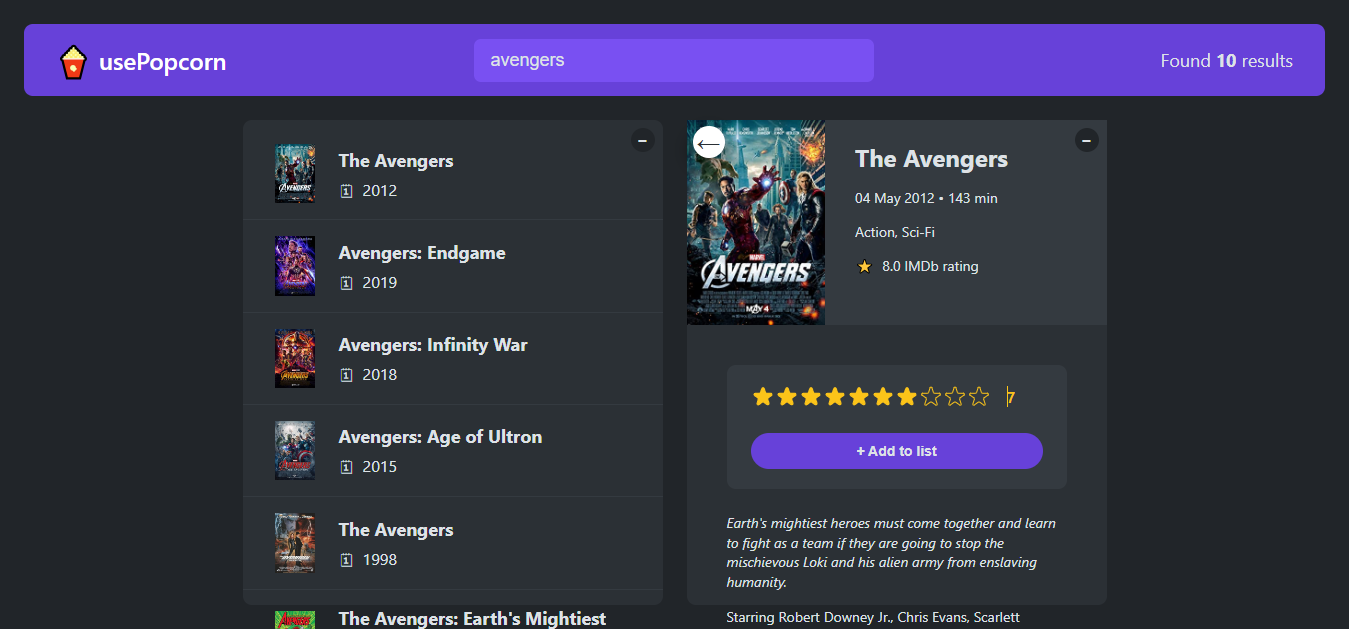 usePopcorn
avengers
Found 10 results
The Avengers
2012
Avengers: Endgame
2019
Avengers: Infinity War
2018
Avengers: Age of Ultron
2015
The Avengers
1998
The Avengers: Earth's Mightiest
MARVEL
AVENGERS
MAY 4
The Avengers
04 May 2012 • 143 min
Action, Sci-Fi
8.0 IMDb rating
7
+ Add to list
Earth's mightiest heroes must come together and learn
to fight as a team if they are going to stop the
mischievous Loki and his alien army from enslaving
humanity.
Starring Robert Downey Jr., Chris Evans, Scarlett